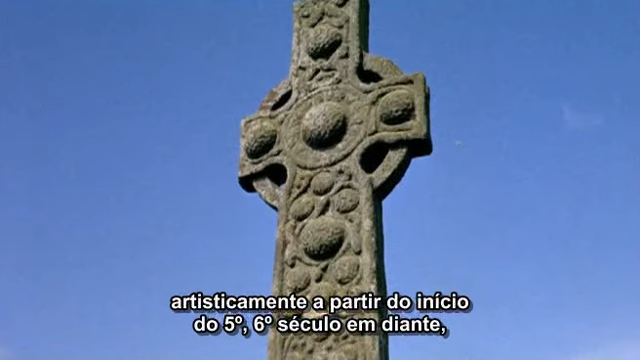 artisticamente a partir do início
do 5º, 6º século em diante,